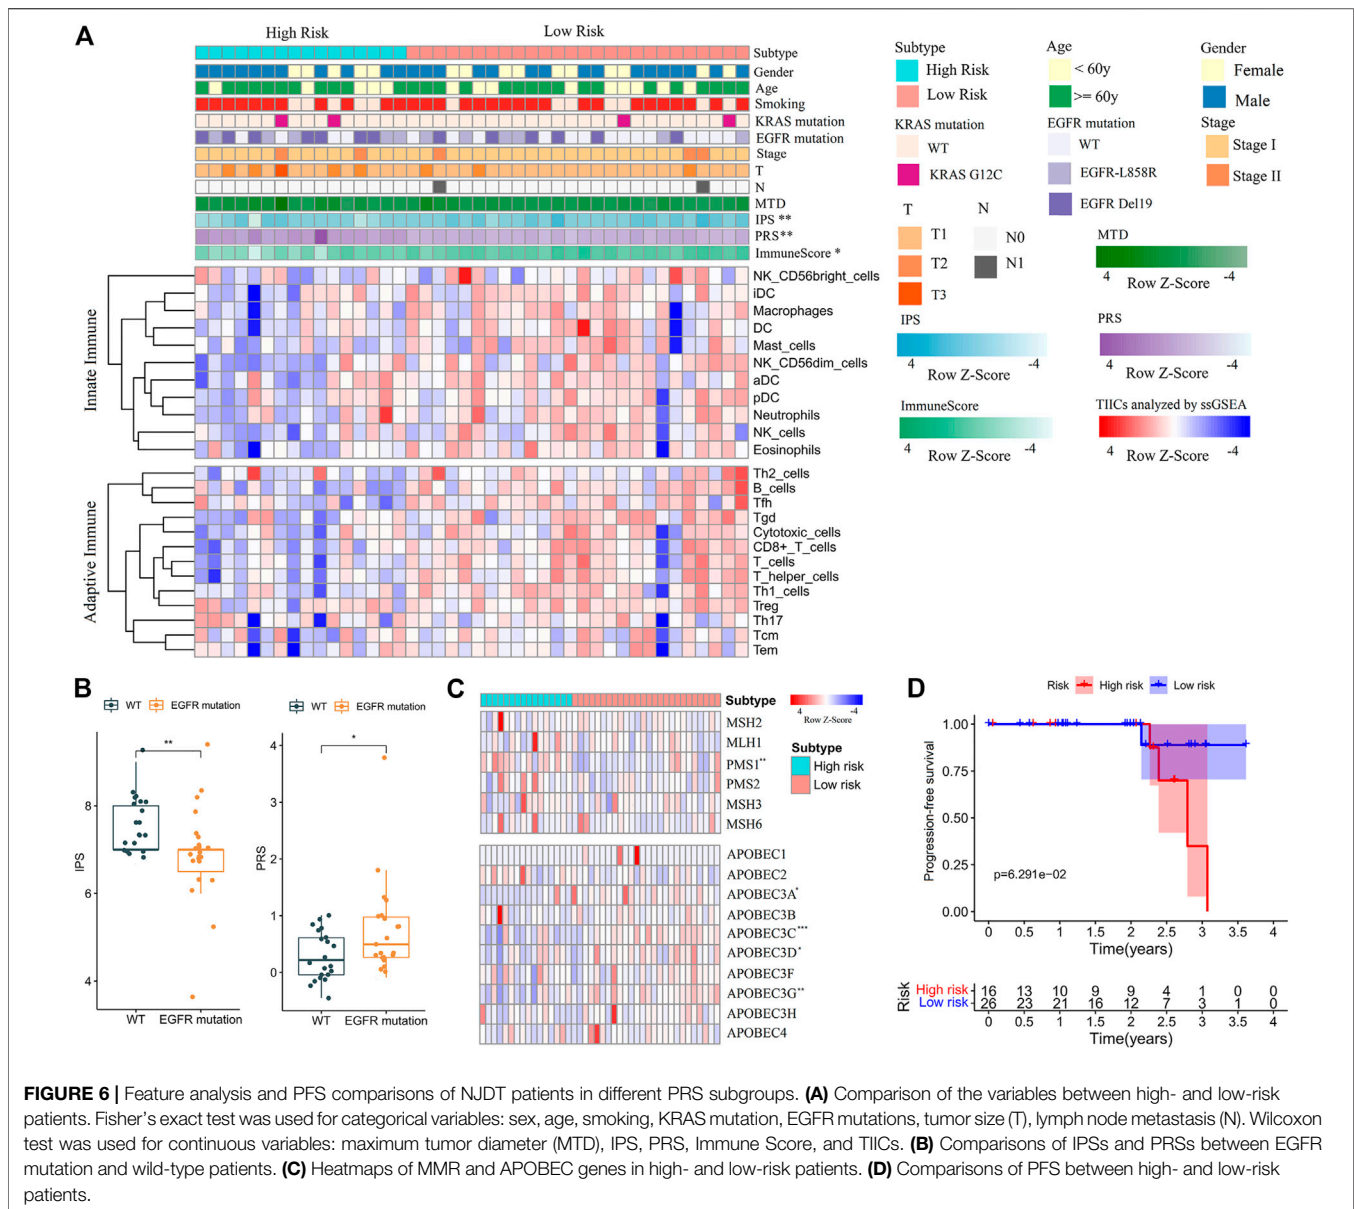 A
High Risk
Low Risk
Subtype
Gender
Age
Smoking
KRAS mutation
EGFR mutation
Stage
T
N
MTD
IPS **
PRS**
ImmuneScore *
Innate Immune
NK_CD56bright_cells
iDC
Macrophages
DC
Mast_cells
NK_CD56dim_cells
aDC
pDC
Neutrophils
NK_cells
Eosinophils
Adaptive Immune
Th2_cells
B_cells
Tfh
Tgd
Cytotoxic_cells
CD8+_T_cells
T_cells
T_helper_cells
Th1_cells
Treg
Th17
Tcm
Tem
Subtype
High Risk
Low Risk
Age
< 60y
>= 60y
Gender
Female
Male
KRAS mutation
WT
KRAS G12C
EGFR mutation
WT
EGFR-L858R
EGFR Del19
Stage
Stage I
Stage II
T
T1
T2
T3
N
N0
N1
MTD
4 -4
Row Z-Score
IPS
4 -4
Row Z-Score
PRS
4 -4
Row Z-Score
ImmuneScore
4 -4
Row Z-Score
TIICs analyzed by ssGSEA
4 -4
Row Z-Score
B
WT EGFR mutation
**
IPS
8
6
4
WT EGFR mutation
WT EGFR mutation
*
PRS
4
3
2
1
0
WT EGFR mutation
C
Subtype
MSH2
MLH1
PMS1**
PMS2
MSH3
MSH6
APOBEC1
APOBEC2
APOBEC3A*
APOBEC3B
APOBEC3C***
APOBEC3D*
APOBEC3F
APOBEC3G**
APOBEC3H
APOBEC4
4 -4
Row Z-Score
Subtype
High risk
Low risk
D
Risk High risk Low risk
Progression-free survival
1.00
0.75
0.50
0.25
0.00
p=6.291e-02
0 0.5 1 1.5 2 2.5 3 3.5 4
Time(years)
Risk
High risk 16 13 10 9 9 4 1 0 0
Low risk 26 23 21 16 12 7 3 1 0
0 0.5 1 1.5 2 2.5 3 3.5 4
Time(years)
FIGURE 6 | Feature analysis and PFS comparisons of NJDT patients in different PRS subgroups. (A) Comparison of the variables between high- and low-risk
patients. Fisher's exact test was used for categorical variables: sex, age, smoking, KRAS mutation, EGFR mutations, tumor size (T), lymph node metastasis (N). Wilcoxon
test was used for continuous variables: maximum tumor diameter (MTD), IPS, PRS, Immune Score, and TIICs. (B) Comparisons of IPSs and PRSs between EGFR
mutation and wild-type patients. (C) Heatmaps of MMR and APOBEC genes in high- and low-risk patients. (D) Comparisons of PFS between high- and low-risk
patients.